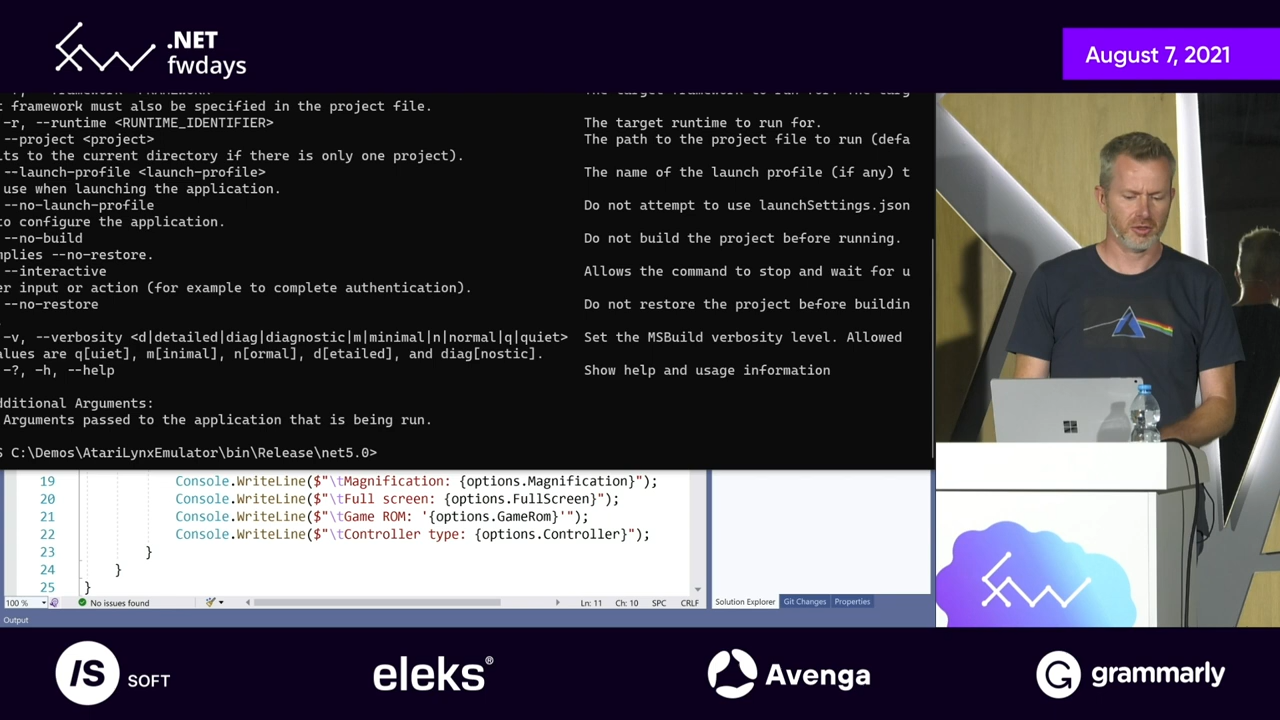 .NET
fwdays
August 7, 2021
framework must also be specified in the project file.
-r, --runtime <RUNTIME_IDENTIFIER> The target runtime to run for.
--project <project> The path to the project file to run (defa
lts to the current directory if there is only one project).
--launch-profile <launch-profile> The name of the launch profile (if any) t
use when launching the application.
--no-launch-profile Do not attempt to use launchSettings.json
to configure the application.
--no-build Do not build the project before running.
mplies --no-restore.
--interactive Allows the command to stop and wait for u
er input or action (for example to complete authentication).
--no-restore Do not restore the project before buildin
-v, --verbosity <d|detailed|diag|diagnostic|m|minimal|n|normal|q|quiet> Set the MSBuild verbosity level. Allowed
alues are q[uiet], m[inimal], n[ormal], d[etailed], and diag[nostic].
-?, -h, --help Show help and usage information
dditional Arguments:
Arguments passed to the application that is being run.
S C:\Demos\AtariLynxEmulator\bin\Release\net5.0>
19 Console.WriteLine($"\tMagnification: {options.Magnification}");
20 Console.WriteLine($"\tFull screen: {options.FullScreen}");
21 Console.WriteLine($"\tGame ROM: '{options.GameRom}'");
22 Console.WriteLine($"\tController type: {options.Controller}");
23 }
24 }
25 }
100 % No issues found Ln: 11 Ch: 10 SPC CRLF
Solution Explorer Git Changes Properties
Output
IS SOFT
eleks®
Avenga
grammarly